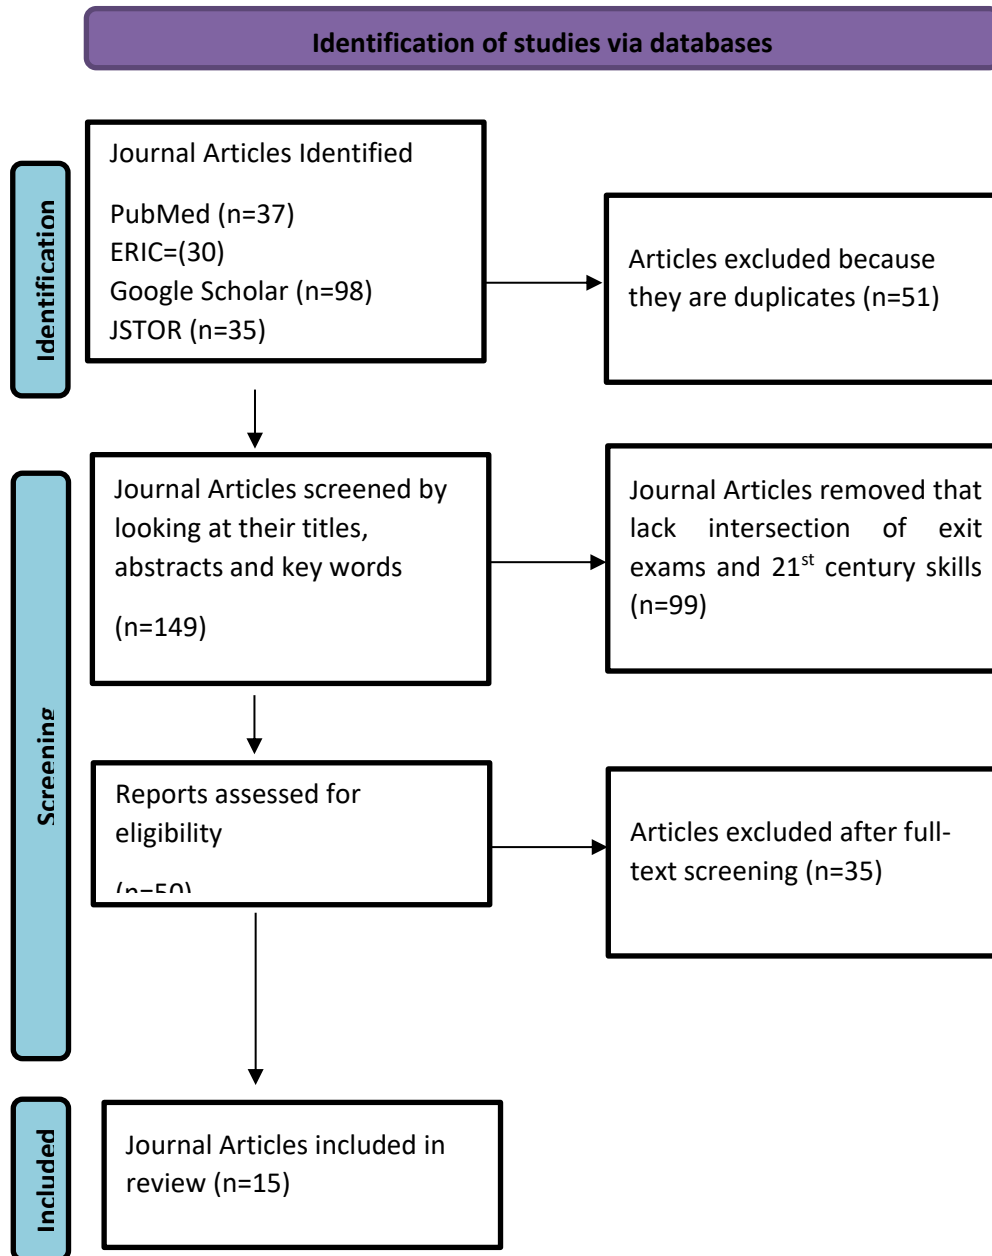 Identification of studies via databases
Identification
Journal Articles Identified
PubMed (n=37)
ERIC=(30)
Google Scholar (n=98)
JSTOR (n=35)
Articles excluded because
they are duplicates (n=51)
Screening
Journal Articles screened by
looking at their titles,
abstracts and key words
(n=149)
Journal Articles removed that
lack intersection of exit
exams and 21st century skills
(n=99)
Reports assessed for
eligibility
(n=50)
Articles excluded after full-
text screening (n=35)
Included
Journal Articles included in
review (n=15)